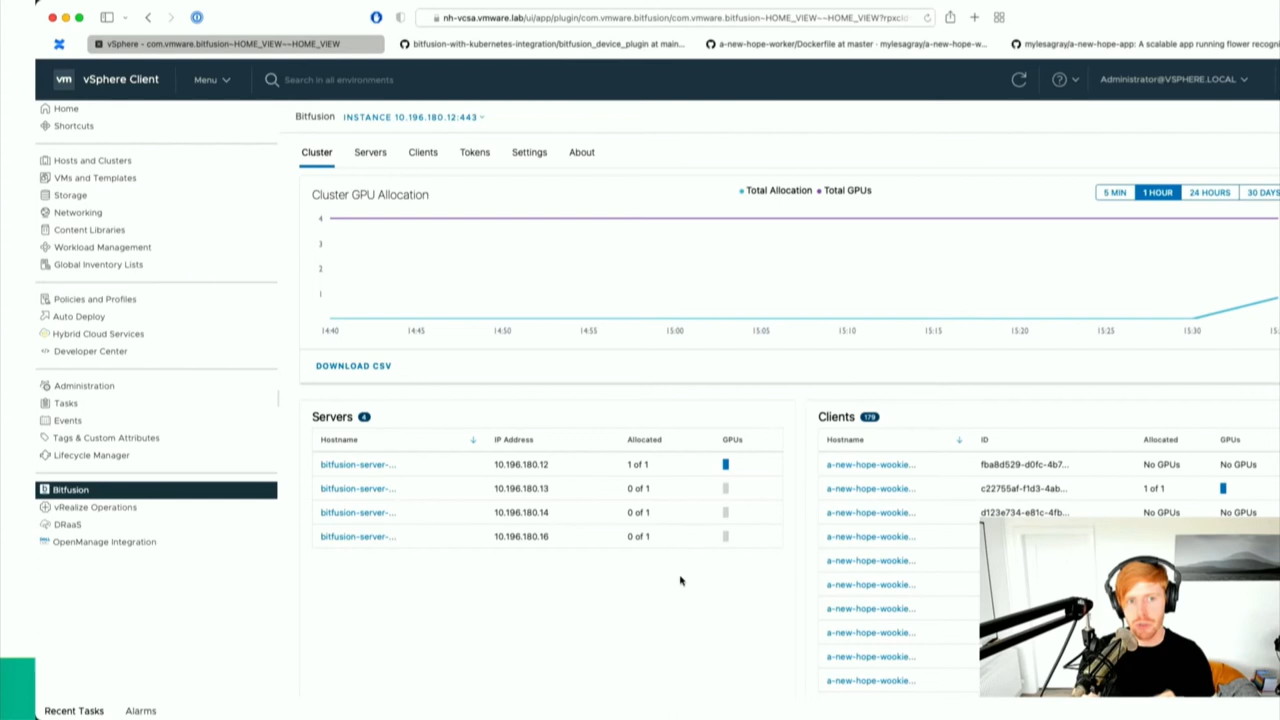 nh-vcsa.vmware.lab/ui/app/plugin/com.vmware.bitfusion/com.vmware.bitfusion~HOME_VIEW~~HOME_VIEW?rpxcio
vSphere - com.vmware.bitfusion~HOME_VIEW~~HOME_VIEW
bitfusion-with-kubernetes-integration/bitfusion_device_plugin at main...
a-new-hope-worker/Dockerfile at master · mylesagray/a-new-hope-w...
mylesagray/a-new-hope-app: A scalable app running flower recogni
vm vSphere Client Menu Search in all environments Administrator@VSPHERE.LOCAL
Home
Shortcuts
Hosts and Clusters
VMs and Templates
Storage
Networking
Content Libraries
Workload Management
Global Inventory Lists
Policies and Profiles
Auto Deploy
Hybrid Cloud Services
Developer Center
Administration
Tasks
Events
Tags & Custom Attributes
Lifecycle Manager
Bitfusion
vRealize Operations
DRaaS
OpenManage Integration
Bitfusion INSTANCE 10.196.180.12:443
Cluster Servers Clients Tokens Settings About
Cluster GPU Allocation
Total Allocation Total GPUs
5 MIN 1 HOUR 24 HOURS 30 DAYS
4
3
2
1
14:40 14:45 14:50 14:55 15:00 15:05 15:10 15:15 15:20 15:25 15:30 15:
DOWNLOAD CSV
Servers 4
Hostname IP Address Allocated GPUs
bitfusion-server-... 10.196.180.12 1 of 1
bitfusion-server-... 10.196.180.13 0 of 1
bitfusion-server-... 10.196.180.14 0 of 1
bitfusion-server-... 10.196.180.16 0 of 1
Clients 179
Hostname ID Allocated GPUs
a-new-hope-wookie... fba8d529-d0fc-4b7... No GPUs No GPUs
a-new-hope-wookie... c22755af-f1d3-4ab... 1 of 1
a-new-hope-wookie... d123e734-e81c-4fb... No GPUs No GPUs
a-new-hope-wookie...
a-new-hope-wookie...
a-new-hope-wookie...
a-new-hope-wookie...
a-new-hope-wookie...
a-new-hope-wookie...
a-new-hope-wookie...
Recent Tasks Alarms